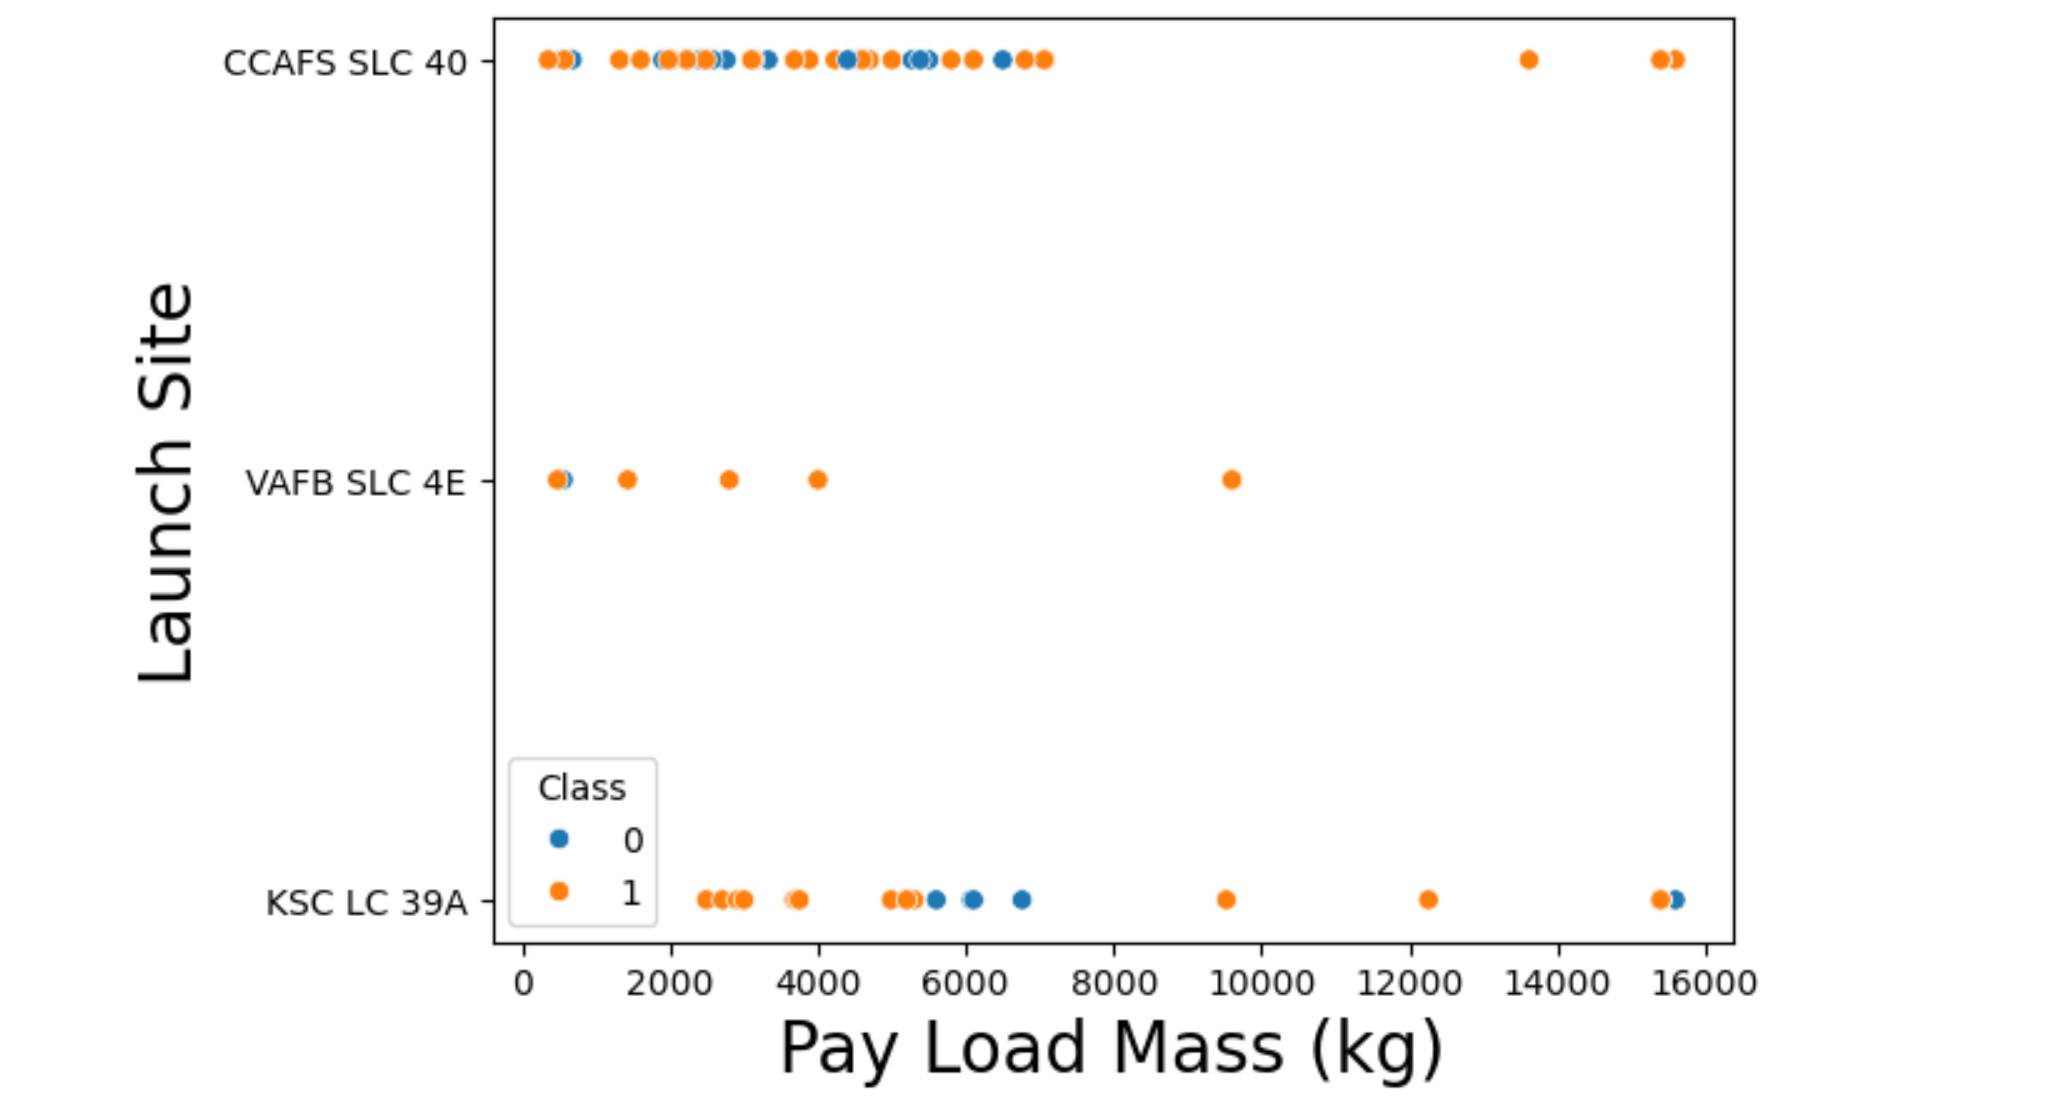 Launch Site
CCAFS SLC 40
VAFB SLC 4E
KSC LC 39A
Class
0
1
0 2000 4000 6000 8000 10000 12000 14000 16000
Pay Load Mass (kg)